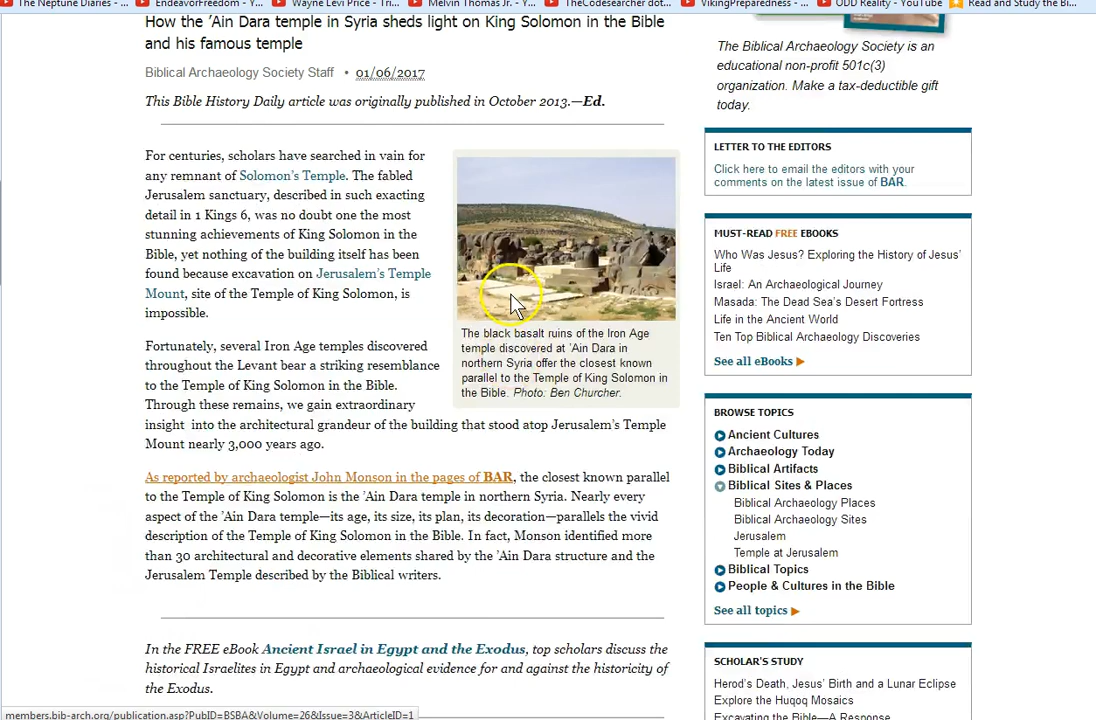 The Neptune Diaries - ...
EndeavorFreedom - Y...
Wayne Levi Price - Tri...
Melvin Thomas Jr. - Y...
TheCodesearcher dot...
VikingPreparedness - ...
ODD Reality - YouTube
Read and Study the Bi...
How the ’Ain Dara temple in Syria sheds light on King Solomon in the Bible
and his famous temple
Biblical Archaeology Society Staff • 01/06/2017
This Bible History Daily article was originally published in October 2013.—Ed.
For centuries, scholars have searched in vain for
any remnant of Solomon’s Temple. The fabled
Jerusalem sanctuary, described in such exacting
detail in 1 Kings 6, was no doubt one the most
stunning achievements of King Solomon in the
Bible, yet nothing of the building itself has been
found because excavation on Jerusalem’s Temple
Mount, site of the Temple of King Solomon, is
impossible.
The black basalt ruins of the Iron Age
temple discovered at ’Ain Dara in
northern Syria offer the closest known
parallel to the Temple of King Solomon in
the Bible. Photo: Ben Churcher.
Fortunately, several Iron Age temples discovered
throughout the Levant bear a striking resemblance
to the Temple of King Solomon in the Bible.
Through these remains, we gain extraordinary
insight into the architectural grandeur of the building that stood atop Jerusalem’s Temple
Mount nearly 3,000 years ago.
As reported by archaeologist John Monson in the pages of BAR, the closest known parallel
to the Temple of King Solomon is the ’Ain Dara temple in northern Syria. Nearly every
aspect of the ’Ain Dara temple—its age, its size, its plan, its decoration—parallels the vivid
description of the Temple of King Solomon in the Bible. In fact, Monson identified more
than 30 architectural and decorative elements shared by the ’Ain Dara structure and the
Jerusalem Temple described by the Biblical writers.
In the FREE eBook Ancient Israel in Egypt and the Exodus, top scholars discuss the
historical Israelites in Egypt and archaeological evidence for and against the historicity of
the Exodus.
The Biblical Archaeology Society is an
educational non-profit 501c(3)
organization. Make a tax-deductible gift
today.
LETTER TO THE EDITORS
Click here to email the editors with your
comments on the latest issue of BAR.
MUST-READ FREE EBOOKS
Who Was Jesus? Exploring the History of Jesus’
Life
Israel: An Archaeological Journey
Masada: The Dead Sea’s Desert Fortress
Life in the Ancient World
Ten Top Biblical Archaeology Discoveries
See all eBooks
BROWSE TOPICS
Ancient Cultures
Archaeology Today
Biblical Artifacts
Biblical Sites & Places
Biblical Archaeology Places
Biblical Archaeology Sites
Jerusalem
Temple at Jerusalem
Biblical Topics
People & Cultures in the Bible
See all topics
SCHOLAR’S STUDY
Herod’s Death, Jesus’ Birth and a Lunar Eclipse
Explore the Huqoq Mosaics
Excavating the Bible—A Response
members.bib-arch.org/publication.asp?PubID=BSBA&Volume=26&Issue=3&ArticleID=1